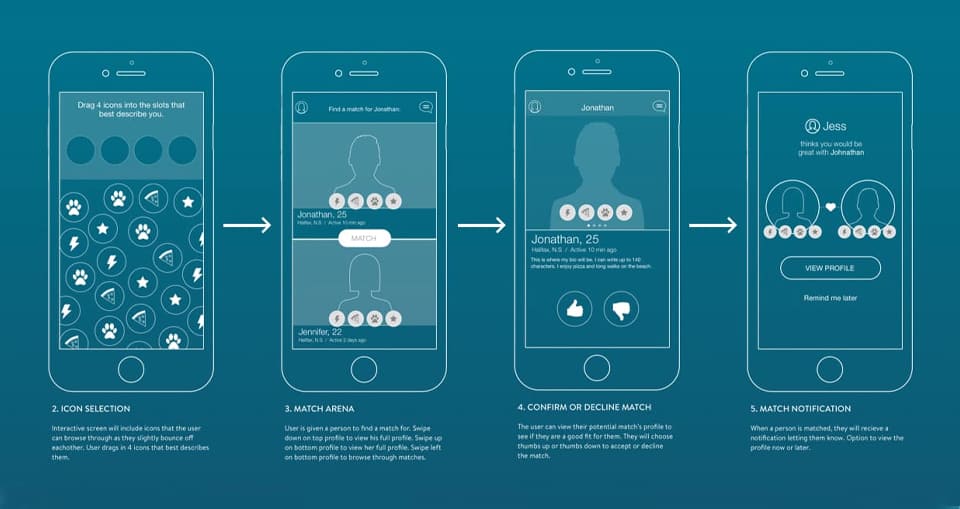 Drag 4 icons into the slots that
best describe you.
2. ICON SELECTION
Interactive screen will include icons that the user
can browse through as they slightly bounce off
eachother. User drags in 4 icons that best describes
them.
Find a match for Jonathan.
Jonathan, 25
Halifax, N.S / Active 10 min ago
MATCH
Jennifer, 22
Halifax, N.S / Active 2 days ago
3. MATCH ARENA
User is given a person to find a match for. Swipe
down on top profile to view his full profile. Swipe up
on bottom profile to view her full profile. Swipe left
on bottom profile to browse through matches.
Jonathan
Jonathan, 25
Halifax, N.S / Active 10 min ago
This is where my bio will be. I can write up to 140
characters. I enjoy pizza and long walks on the beach.
4. CONFIRM OR DECLINE MATCH
The user can view their potential match's profile to
see if they are a good fit for them. They will choose
thumbs up or thumbs down to accept or decline
the match.
Jess
thinks you would be
great with Johnathan
VIEW PROFILE
Remind me later
5. MATCH NOTIFICATION
When a person is matched, they will recieve a
notification letting them know. Option to view the
profile now or later.